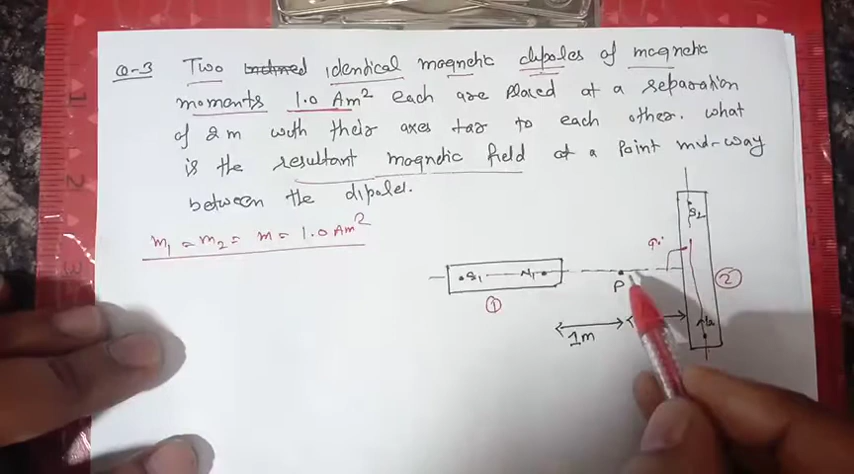 Q-3 Two identical magnetic dipoles of magnetic
moments 1.0 Am² each are placed at a separation
of 2m with their axes tar to each other. what
is the resultant magnetic field at a point mid-way
between the dipoles.
m₁ = m₂ = m = 1.0 Am²
S₂
90°
S₁ N₁ P
①
②
1m